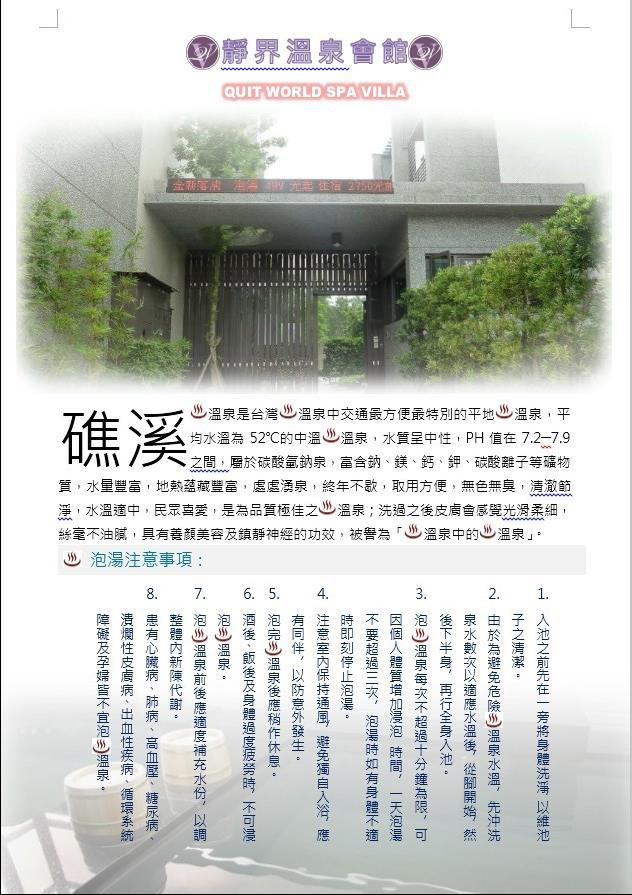 靜界溫泉會館
QUIT WORLD SPA VILLA
全新落成 泡湯 499 元起 住宿 2750元起
礁溪♨溫泉是台灣♨溫泉中交通最方便最特別的平地♨溫泉，平
均水溫為 52℃的中溫♨溫泉，水質呈中性，PH 值在 7.2─7.9
之間，屬於碳酸氫鈉泉，富含鈉、鎂、鈣、鉀、碳酸離子等礦物
質，水量豐富，地熱蘊藏豐富，處處湧泉，終年不歇，取用方便，無色無臭，清澈節
淨，水溫適中，民眾喜愛，是為品質極佳之♨溫泉；洗過之後皮膚會感覺光滑柔細，
絲毫不油膩，具有養顏美容及鎮靜神經的功效，被譽為「♨溫泉中的♨溫泉」。
♨ 泡湯注意事項：
1. 入池之前先在一旁將身體洗淨 以維池
子之清潔。
2. 由於為避免危險♨溫泉水溫，先沖洗
泉水數次以適應水溫後，從腳開始，然
後下半身，再行全身入池。
3. 泡♨溫泉每次不超過十分鐘為限，可
因個人體質增加浸泡 時間，一天泡湯
不要超過三次，泡湯時如有身體不適
時即刻停止泡湯。
4. 注意室內保持通風，避免獨自入浴，應
有同伴，以防意外發生。
5. 泡完♨溫泉後應稍作休息。
6. 酒後、飯後及身體過度疲勞時，不可浸
泡♨溫泉。
7. 泡♨溫泉前後應適度補充水份，以調
整體內新陳代謝。
8. 患有心臟病、肺病、高血壓、糖尿病、
潰爛性皮膚病、出血性疾病、循環系統
障礙及孕婦皆不宜泡♨溫泉。